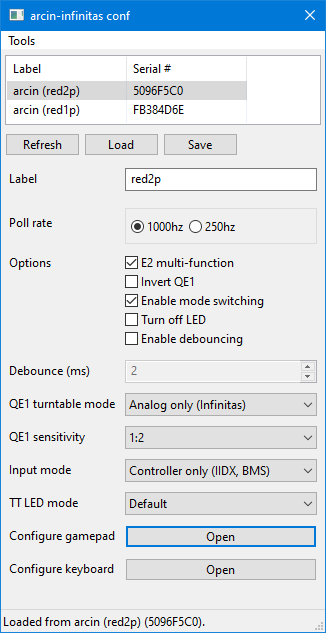 arcin-infinitas conf
Tools
Label Serial #
arcin (red2p) 5096F5C0
arcin (red1p) FB384D6E
Refresh Load Save
Label red2p
Poll rate 1000hz 250hz
Options E2 multi-function
Invert QE1
Enable mode switching
Turn off LED
Enable debouncing
Debounce (ms) 2
QE1 turntable mode Analog only (Infinitas)
QE1 sensitivity 1:2
Input mode Controller only (IIDX, BMS)
TT LED mode Default
Configure gamepad Open
Configure keyboard Open
Loaded from arcin (red2p) (5096F5C0).